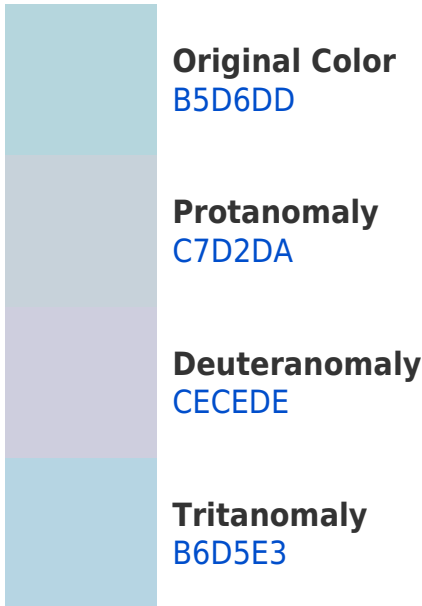 Original Color
B5D6DD
Protanomaly
C7D2DA
Deuteranomaly
CECEDE
Tritanomaly
B6D5E3